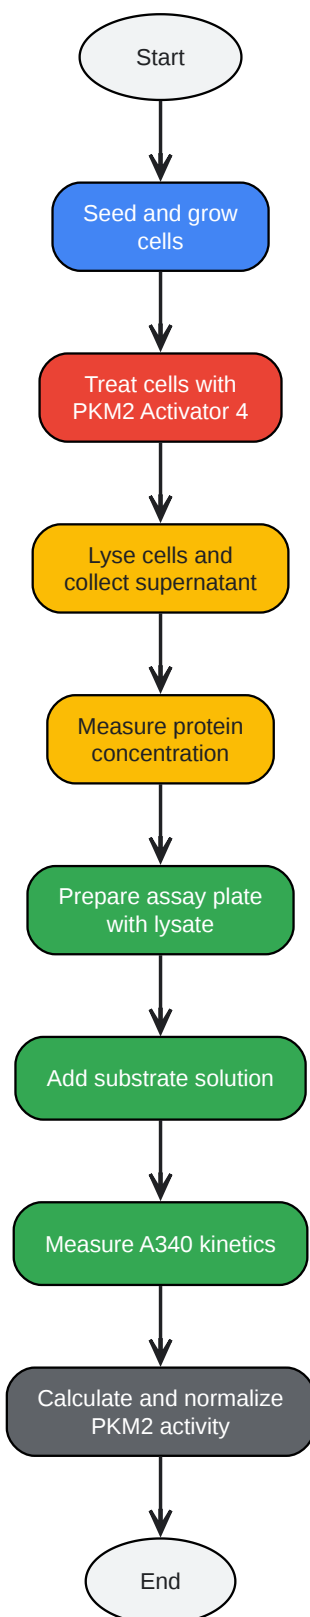 Start
Seed and grow
cells
Treat cells with
PKM2 Activator 4
Lyse cells and
collect supernatant
Measure protein
concentration
Prepare assay plate
with lysate
Add substrate solution
Measure A340 kinetics
Calculate and normalize
PKM2 activity
End